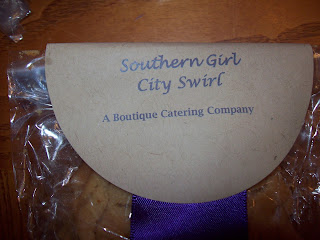 Southern Girl
City Swirl
A Boutique Catering Company